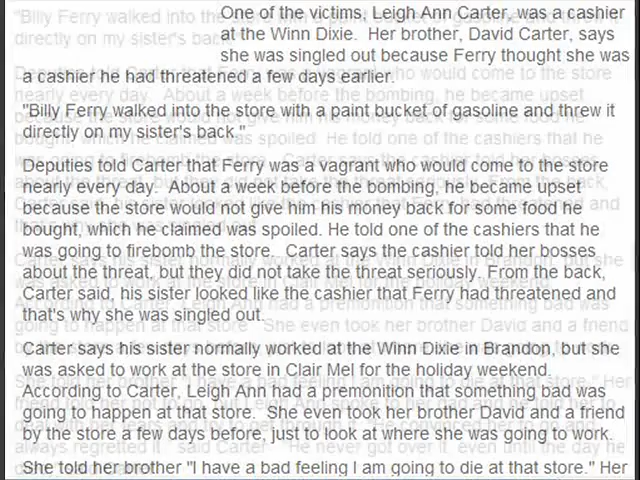 One of the victims, Leigh Ann Carter, was a cashier
at the Winn Dixie.  Her brother, David Carter, says
she was singled out because Ferry thought she was
a cashier he had threatened a few days earlier.
"Billy Ferry walked into the store with a paint bucket of gasoline and threw it
directly on my sister's back."
Deputies told Carter that Ferry was a vagrant who would come to the store
nearly every day.  About a week before the bombing, he became upset
because the store would not give him his money back for some food he
bought, which he claimed was spoiled. He told one of the cashiers that he
was going to firebomb the store.  Carter says the cashier told her bosses
about the threat, but they did not take the threat seriously. From the back,
Carter said, his sister looked like the cashier that Ferry had threatened and
that's why she was singled out.
Carter says his sister normally worked at the Winn Dixie in Brandon, but she
was asked to work at the store in Clair Mel for the holiday weekend.
According to Carter, Leigh Ann had a premonition that something bad was
going to happen at that store.  She even took her brother David and a friend
by the store a few days before, just to look at where she was going to work.
She told her brother "I have a bad feeling I am going to die at that store." Her